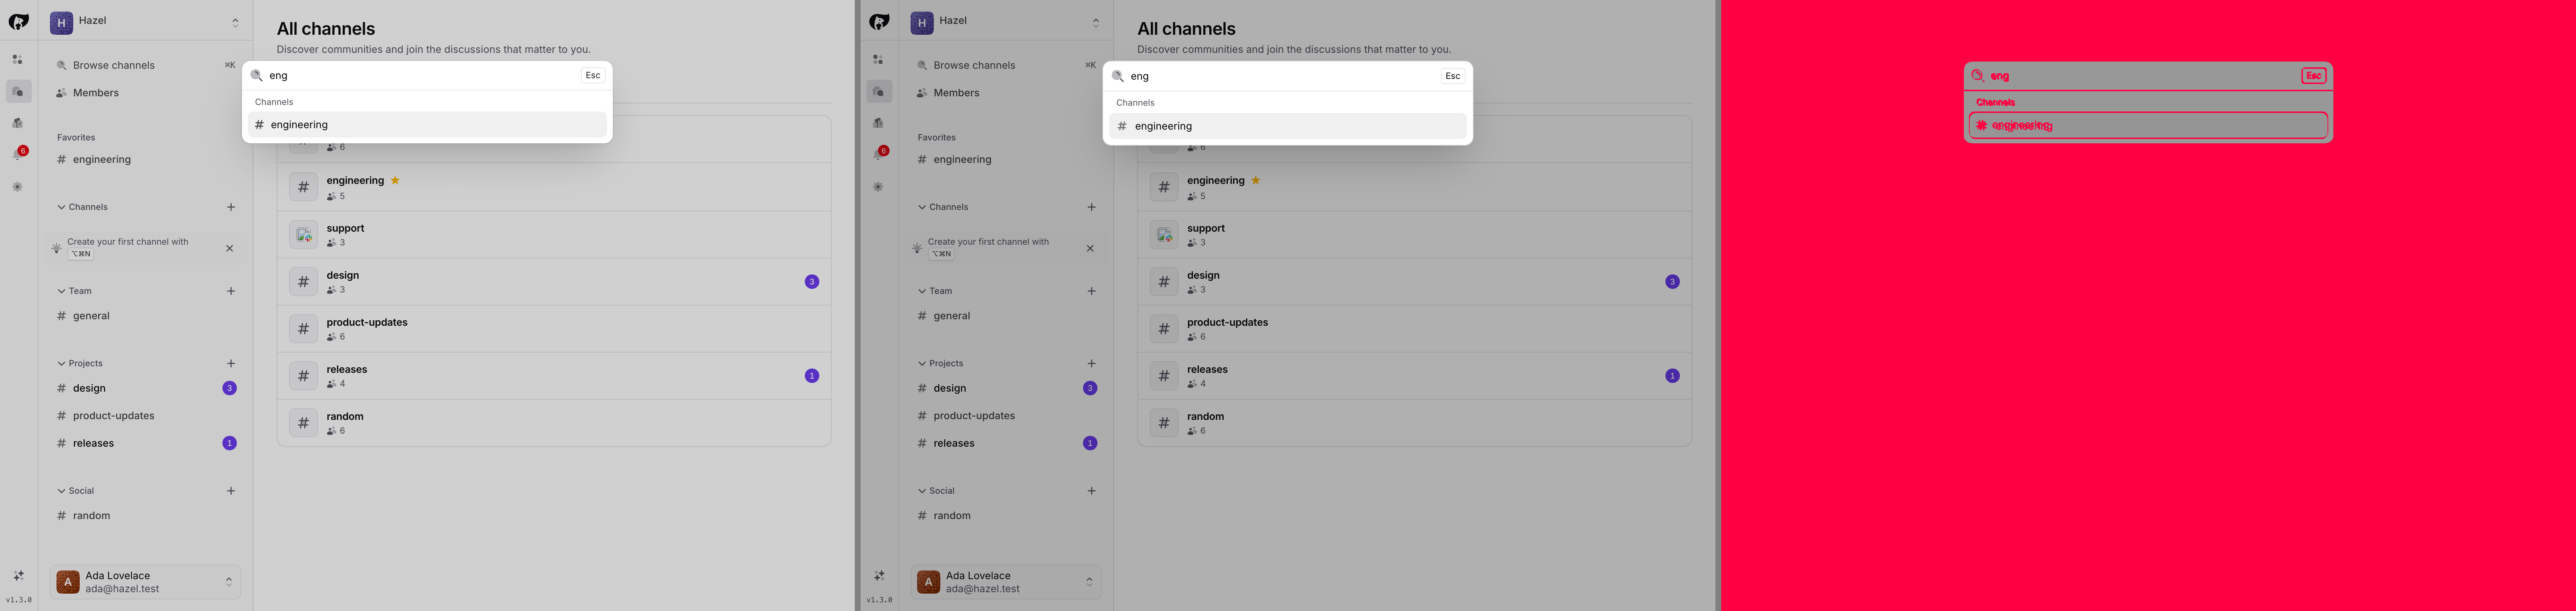 H Hazel
Browse channels ⌘K
Members
Favorites
# engineering
6
Channels
Create your first channel with
⌥⌘N
Team
# general
Projects
# design 3
# product-updates
# releases 1
Social
# random
A Ada Lovelace
ada@hazel.test
v1.3.0
All channels
Discover communities and join the discussions that matter to you.
eng Esc
Channels
# engineering
6
# engineering
5
support
3
# design
3
3
# product-updates
6
# releases
4
1
# random
6
H Hazel
Browse channels ⌘K
Members
Favorites
# engineering
6
Channels
Create your first channel with
⌥⌘N
Team
# general
Projects
# design 3
# product-updates
# releases 1
Social
# random
A Ada Lovelace
ada@hazel.test
v1.3.0
All channels
Discover communities and join the discussions that matter to you.
eng Esc
Channels
# engineering
6
# engineering
5
support
3
# design
3
3
# product-updates
6
# releases
4
1
# random
6
eng Esc
Channels
# engineering